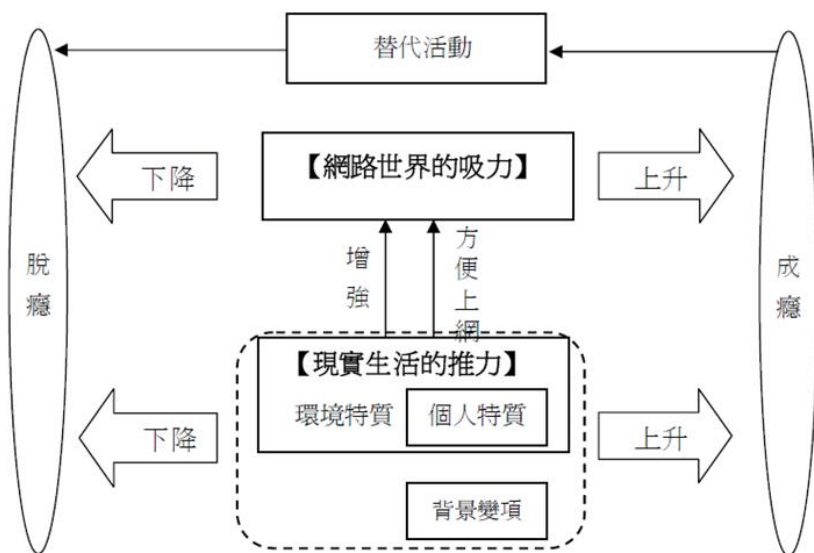 替代活動
下降
【網路世界的吸力】
上升
脫癮
增強
方便上網
成癮
【現實生活的推力】
環境特質
個人特質
下降
上升
背景變項